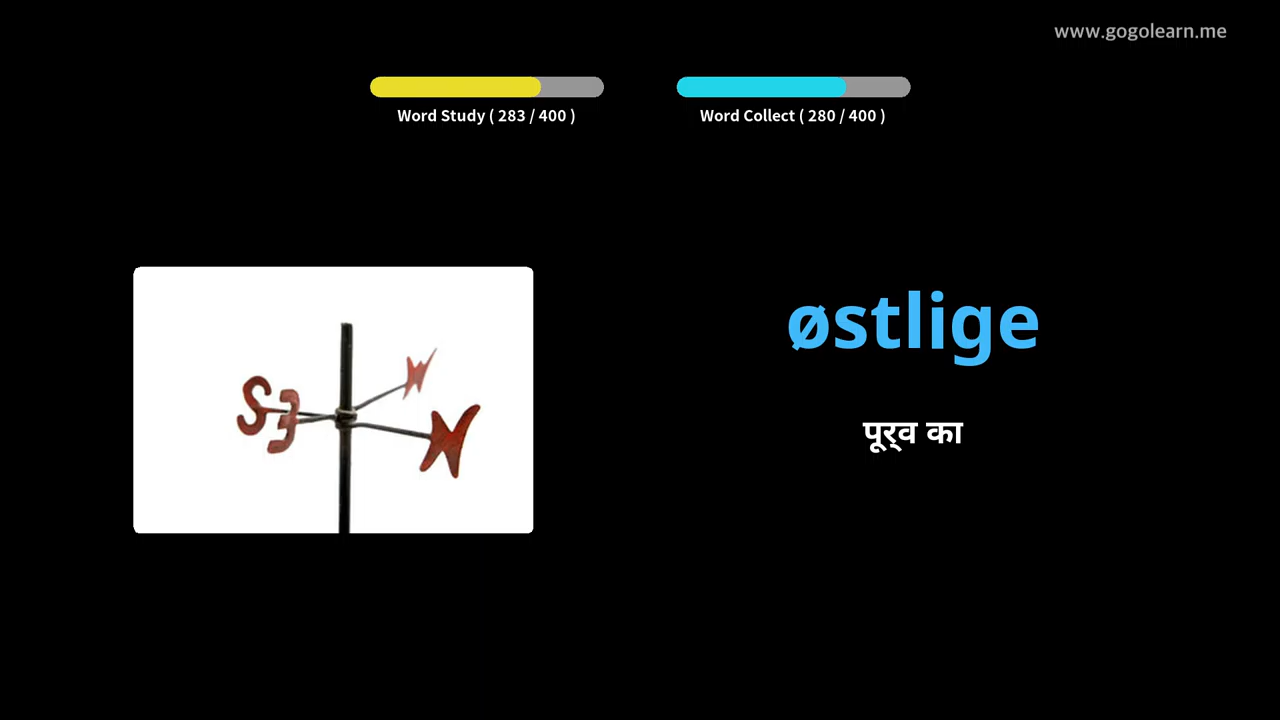 www.gogolearn.me
Word Study ( 283 / 400 )
Word Collect ( 280 / 400 )
østlige
पूर्व का
S E N